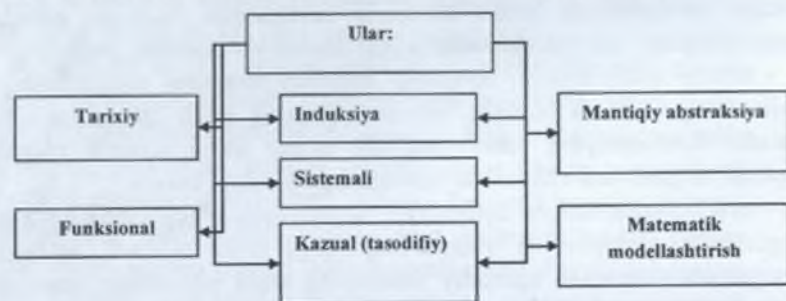 Ular:
Tarixiy
Induksiya
Mantiqiy abstraksiya
Sistemali
Funksional
Kazual (tasodifiy)
Matematik
modellashtirish